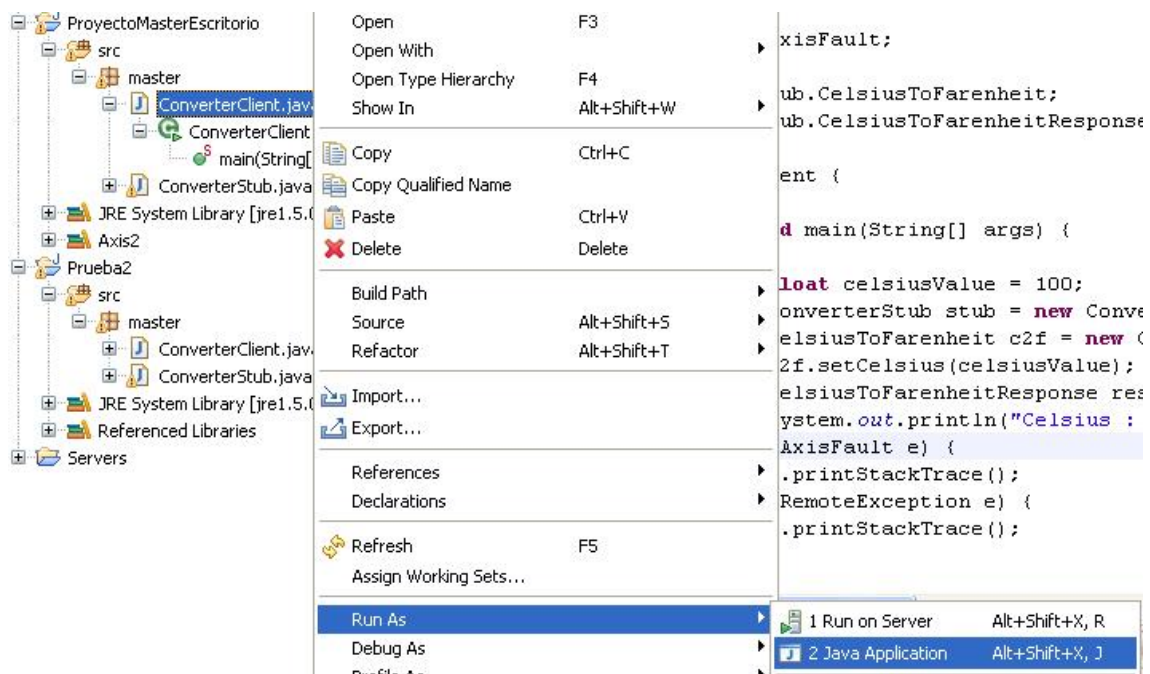 ProyectoMasterEscritorio
src
master
ConverterClient.jav
ConverterClient
main(String[
ConverterStub.java
JRE System Library [jre1.5.0
Axis2
Prueba2
src
master
ConverterClient.jav
ConverterStub.java
JRE System Library [jre1.5.0
Referenced Libraries
Servers
Open F3
Open With
Open Type Hierarchy F4
Show In Alt+Shift+W
Copy Ctrl+C
Copy Qualified Name
Paste Ctrl+V
Delete Delete
Build Path
Source Alt+Shift+S
Refactor Alt+Shift+T
Import...
Export...
References
Declarations
Refresh F5
Assign Working Sets...
Run As
Debug As
Profile As
1 Run on Server Alt+Shift+X, R
2 Java Application Alt+Shift+X, J
xisFault;
ub.CelsiusToFarenheit;
ub.CelsiusToFarenheitResponse
ent {
d main(String[] args) {
loat celsiusValue = 100;
onverterStub stub = new Conve
elsiusToFarenheit c2f = new C
2f.setCelsius(celsiusValue);
elsiusToFarenheitResponse res
ystem.out.println("Celsius :
AxisFault e) {
.printStackTrace();
RemoteException e) {
.printStackTrace();